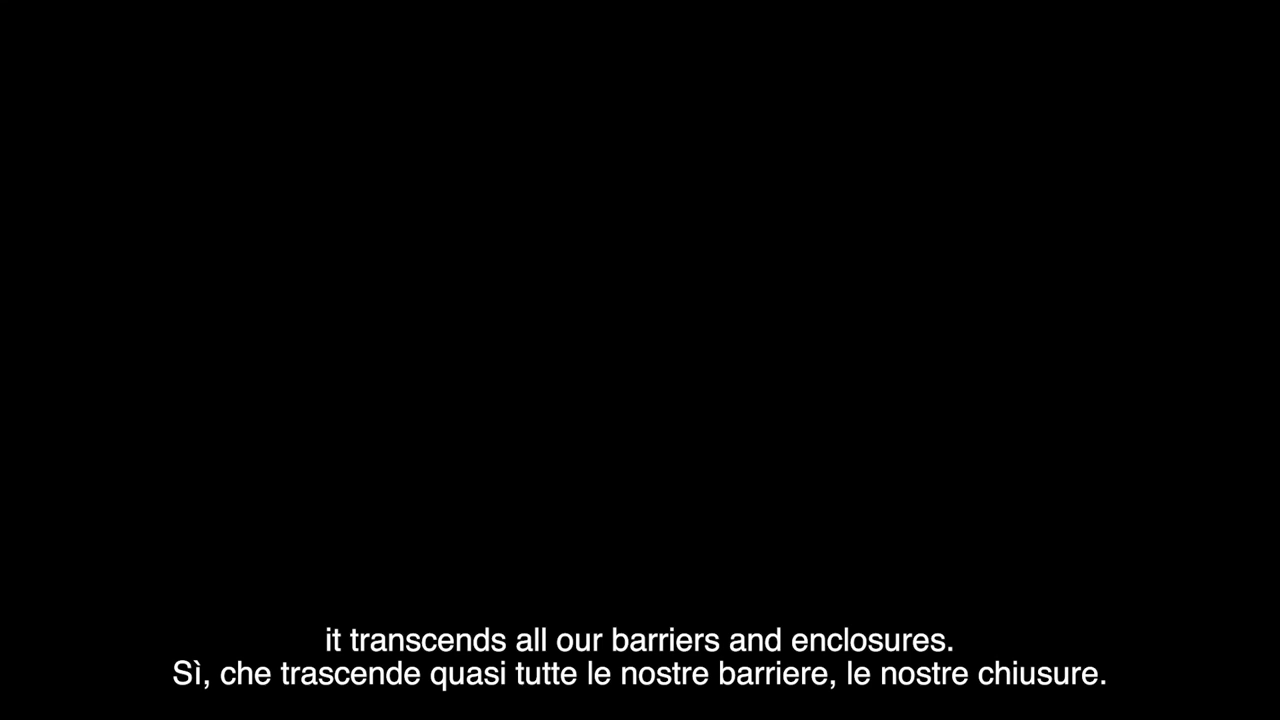 it transcends all our barriers and enclosures.
Sì, che trascende quasi tutte le nostre barriere, le nostre chiusure.